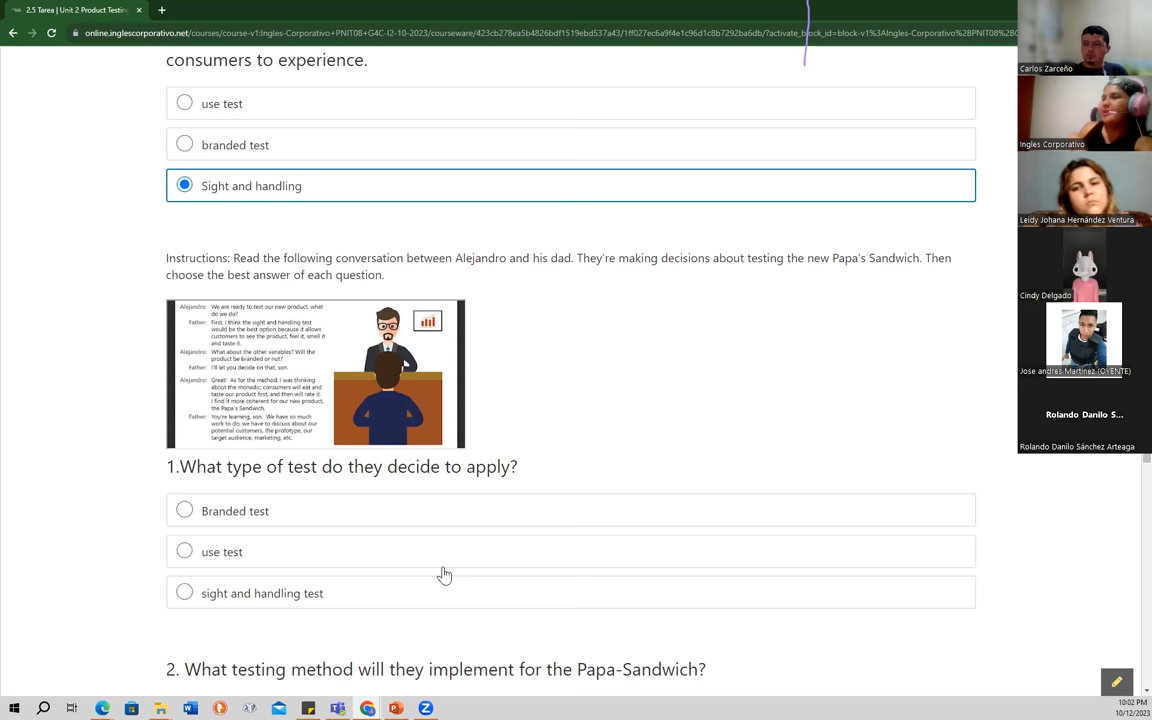 2.5 Tarea | Unit 2 Product Testin
online.inglescorporativo.net/courses/course-v1:Ingles-Corporativo+PNIT08+G4C-I2-10-2023/courseware/423cb278ea5b4826bdf1519ebd537a43/1ff027ec6a9f4e1c96d1c8b7292ba6db/?activate_block_id=block-v1%3AIngles-Corporativo%2BPNIT08%2BG
consumers to experience.
use test
branded test
Sight and handling
Instructions: Read the following conversation between Alejandro and his dad. They're making decisions about testing the new Papa's Sandwich. Then
choose the best answer of each question.
Alejandro: We are ready to test our new product, what
do we do?
Father: First, I think the sight and handling test
would be the best option because it allows
customers to see the product, feel it, smell it
and taste it.
Alejandro: What about the other variables? Will the
product be branded or not?
Father: I'll let you decide on that, son.
Alejandro: Great! As for the method, I was thinking
about the monadic; consumers will eat and
taste our product first, and then will rate it.
I find it more coherent for our new product,
the Papa's Sandwich.
Father: You're learning, son. We have so much
work to do; we have to discuss about our
potential customers, the prototype, our
target audience, marketing, etc.
1.What type of test do they decide to apply?
Branded test
use test
sight and handling test
2. What testing method will they implement for the Papa-Sandwich?
Carlos Zarceño
Ingles Corporativo
Leidy Johana Hernández Ventura
Cindy Delgado
Jose andres Martinez (OYENTE)
Rolando Danilo S...
Rolando Danilo Sánchez Arteaga
10:02 PM
10/12/2023